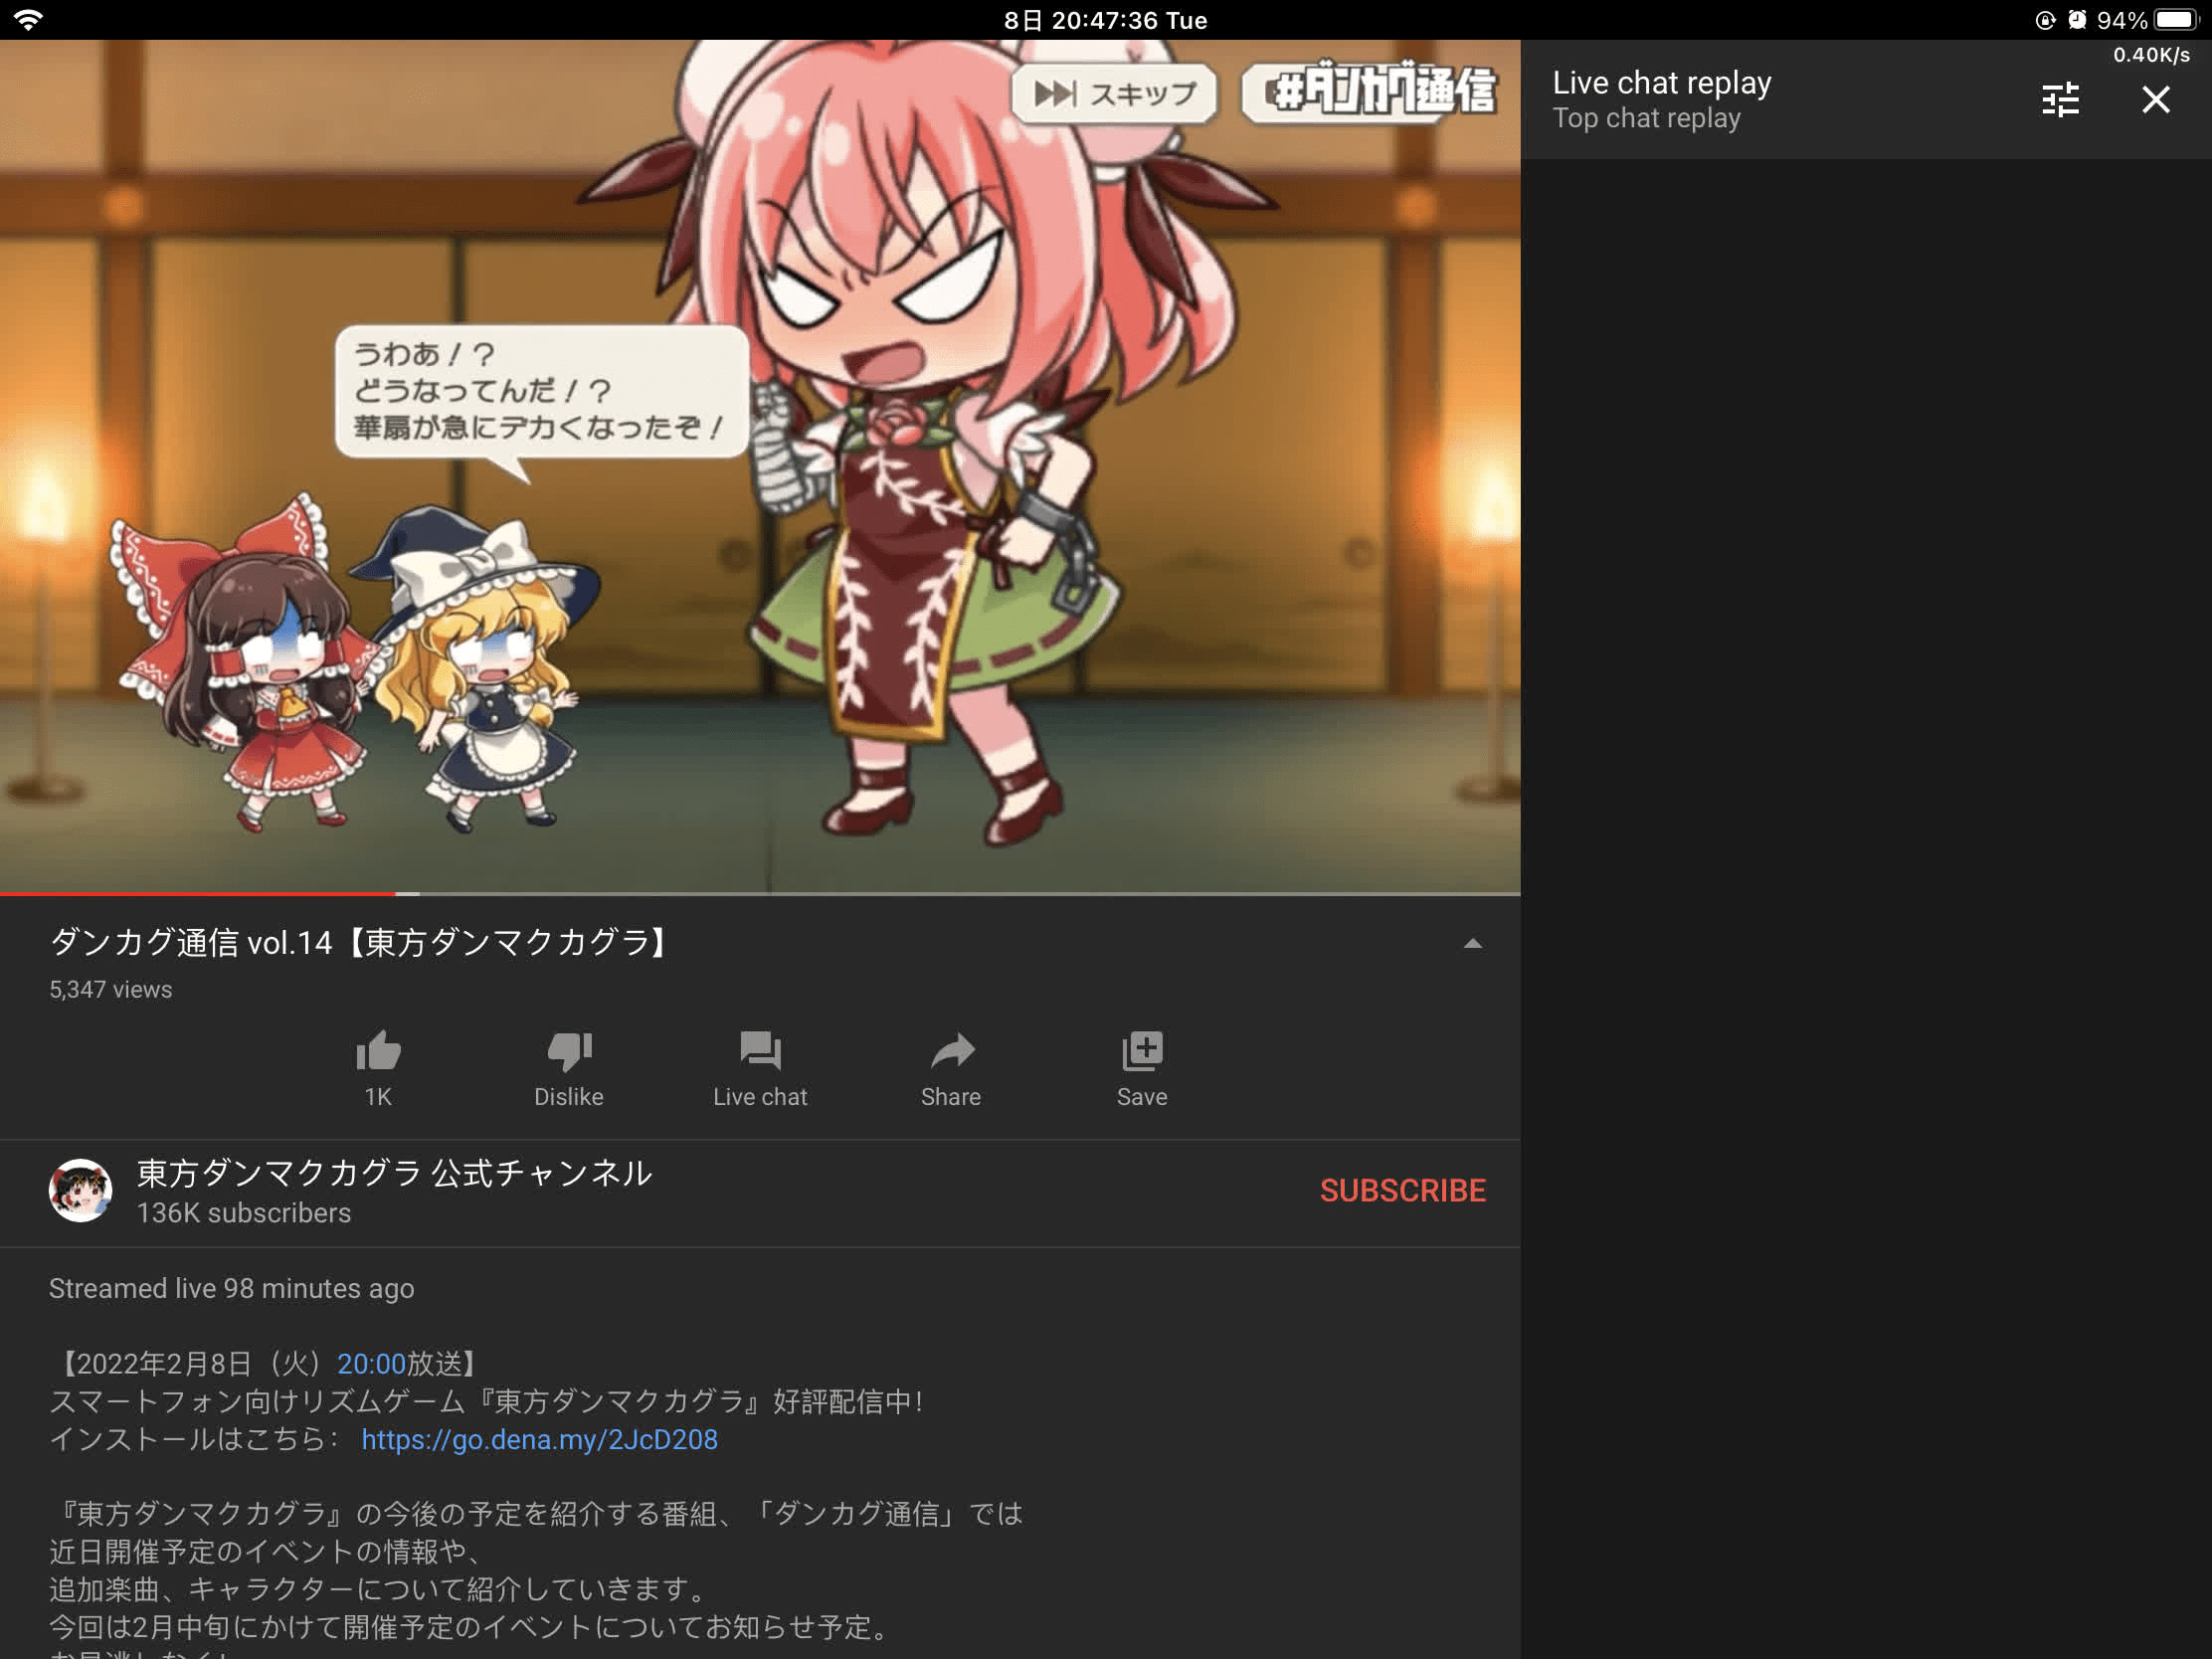 8日 20:47:36 Tue
94%
0.40K/s
スキップ
#ダンカグ通信
Live chat replay
Top chat replay
うわあ！？
どうなってんだ！？
華扇が急にデカくなったぞ！
ダンカグ通信 vol.14【東方ダンマクカグラ】
5,347 views
1K
Dislike
Live chat
Share
Save
東方ダンマクカグラ 公式チャンネル
136K subscribers
SUBSCRIBE
Streamed live 98 minutes ago
【2022年2月8日（火）20:00放送】
スマートフォン向けリズムゲーム『東方ダンマクカグラ』好評配信中！
インストールはこちら： https://go.dena.my/2JcD208
『東方ダンマクカグラ』の今後の予定を紹介する番組、「ダンカグ通信」では
近日開催予定のイベントの情報や、
追加楽曲、キャラクターについて紹介していきます。
今回は2月中旬にかけて開催予定のイベントについてお知らせ予定。